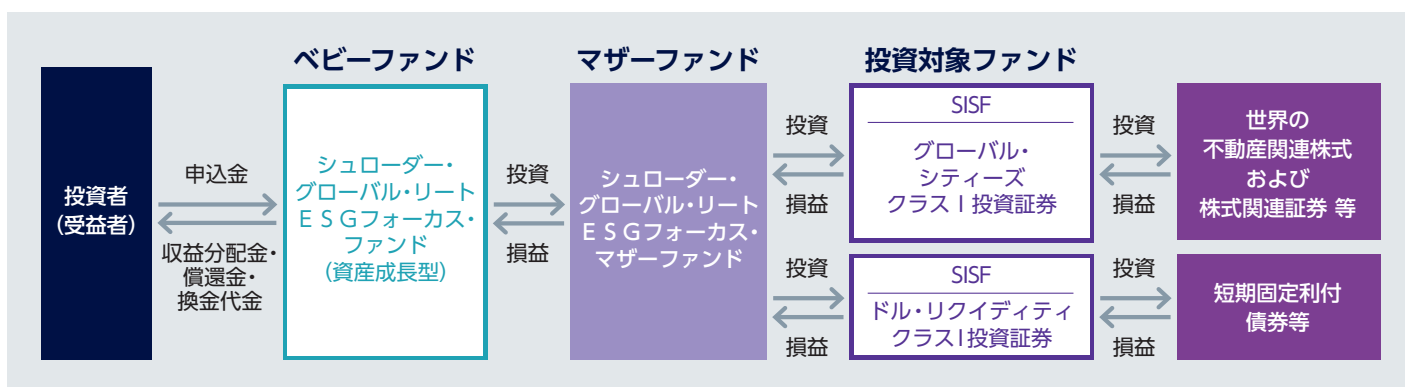 ベビーファンド
マザーファンド
投資対象ファンド
投資者
(受益者)
申込金
収益分配金・
償還金・
換金代金
シュローダー・
グローバル・リート
ＥＳＧフォーカス・
ファンド
(資産成長型)
投資
損益
シュローダー・
グローバル・リート
ＥＳＧフォーカス・
マザーファンド
投資
損益
SISF
グローバル・
シティーズ
クラスＩ投資証券
投資
損益
世界の
不動産関連株式
および
株式関連証券 等
投資
損益
SISF
ドル・リクイディティ
クラスＩ投資証券
投資
損益
短期固定利付
債券等